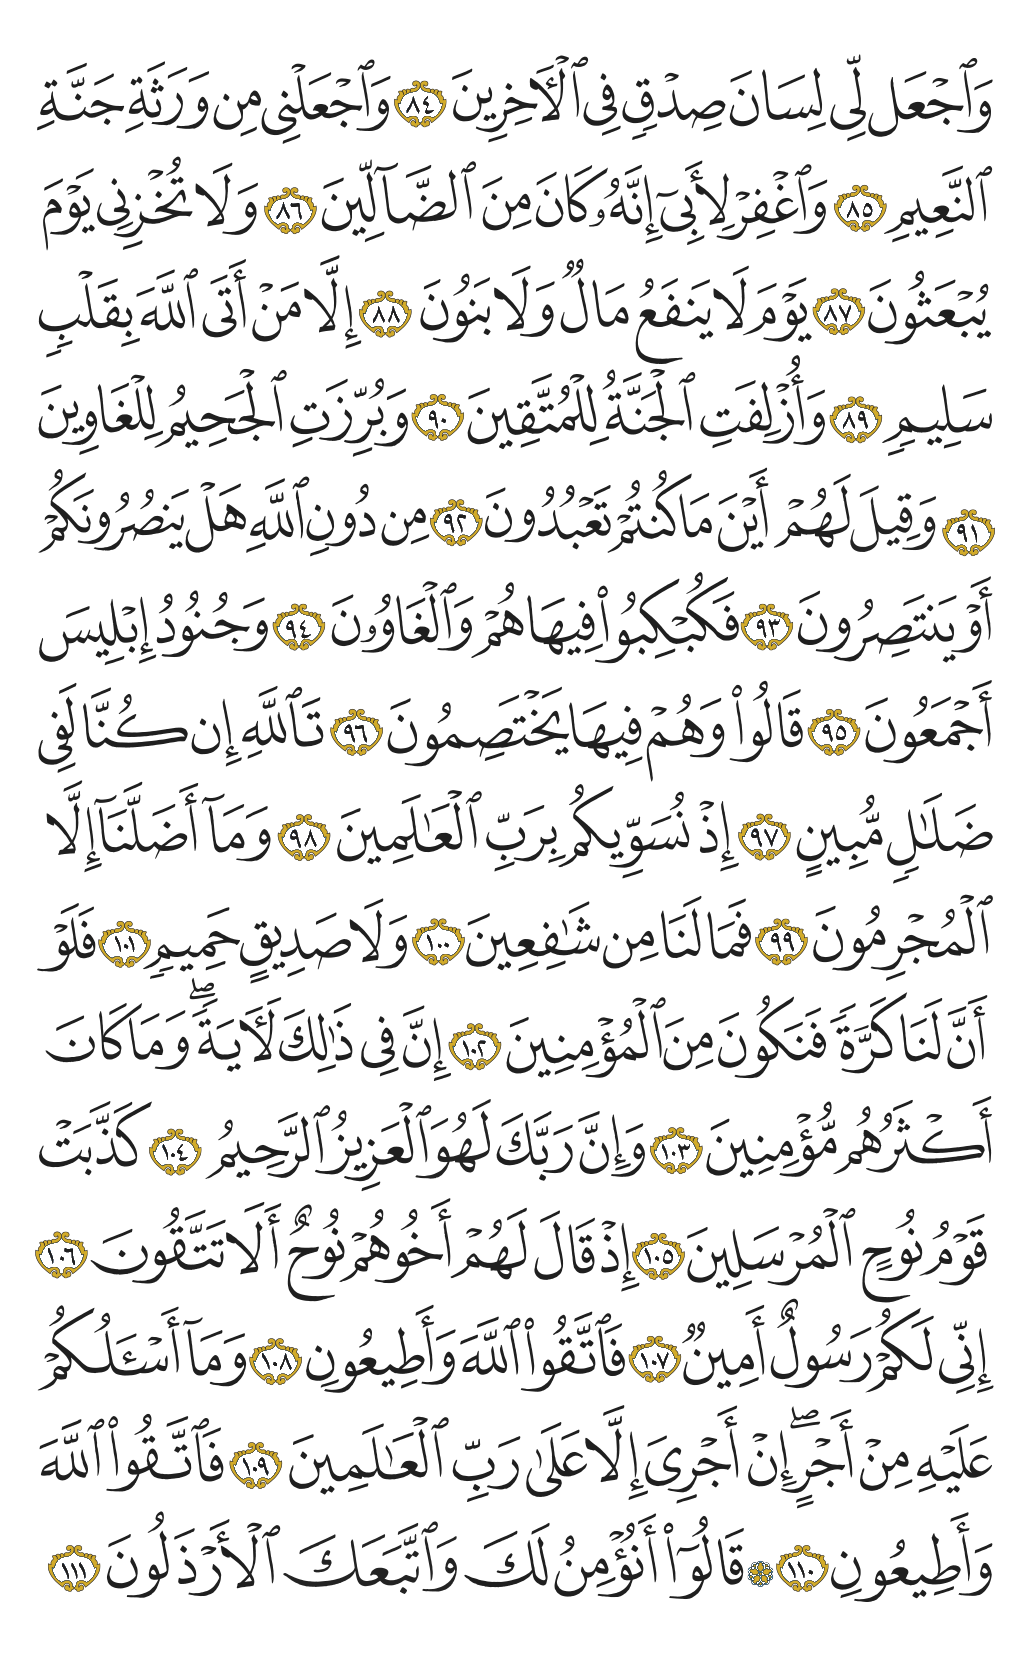 وَٱجْعَل لِّى لِسَانَ صِدْقٍ فِى ٱلْـَٔاخِرِينَ ٨٤ وَٱجْعَلْنِى مِن وَرَثَةِ جَنَّةِ
ٱلنَّعِيمِ ٨٥ وَٱغْفِرْ لِأَبِىٓ إِنَّهُۥ كَانَ مِنَ ٱلضَّآلِّينَ ٨٦ وَلَا تُخْزِنِى يَوْمَ
يُبْعَثُونَ ٨٧ يَوْمَ لَا يَنفَعُ مَالٌ وَلَا بَنُونَ ٨٨ إِلَّا مَنْ أَتَى ٱللَّهَ بِقَلْبٍ
سَلِيمٍ ٨٩ وَأُزْلِفَتِ ٱلْجَنَّةُ لِلْمُتَّقِينَ ٩٠ وَبُرِّزَتِ ٱلْجَحِيمُ لِلْغَاوِينَ
٩١ وَقِيلَ لَهُمْ أَيْنَ مَا كُنتُمْ تَعْبُدُونَ ٩٢ مِن دُونِ ٱللَّهِ هَلْ يَنصُرُونَكُمْ
أَوْ يَنتَصِرُونَ ٩٣ فَكُبْكِبُوا۟ فِيهَا هُمْ وَٱلْغَاوُۥنَ ٩٤ وَجُنُودُ إِبْلِيسَ
أَجْمَعُونَ ٩٥ قَالُوا۟ وَهُمْ فِيهَا يَخْتَصِمُونَ ٩٦ تَٱللَّهِ إِن كُنَّا لَفِى
ضَلَـٰلٍ مُّبِينٍ ٩٧ إِذْ نُسَوِّيكُم بِرَبِّ ٱلْعَـٰلَمِينَ ٩٨ وَمَآ أَضَلَّنَآ إِلَّا
ٱلْمُجْرِمُونَ ٩٩ فَمَا لَنَا مِن شَـٰفِعِينَ ١٠٠ وَلَا صَدِيقٍ حَمِيمٍ ١٠١ فَلَوْ
أَنَّ لَنَا كَرَّةً فَنَكُونَ مِنَ ٱلْمُؤْمِنِينَ ١٠٢ إِنَّ فِى ذَٰلِكَ لَـَٔايَةً ۖ وَمَا كَانَ
أَكْثَرُهُم مُّؤْمِنِينَ ١٠٣ وَإِنَّ رَبَّكَ لَهُوَ ٱلْعَزِيزُ ٱلرَّحِيمُ ١٠٤ كَذَّبَتْ
قَوْمُ نُوحٍ ٱلْمُرْسَلِينَ ١٠٥ إِذْ قَالَ لَهُمْ أَخُوهُمْ نُوحٌ أَلَا تَتَّقُونَ ١٠٦
إِنِّى لَكُمْ رَسُولٌ أَمِينٌ ١٠٧ فَٱتَّقُوا۟ ٱللَّهَ وَأَطِيعُونِ ١٠٨ وَمَآ أَسْـَٔلُكُمْ
عَلَيْهِ مِنْ أَجْرٍ ۖ إِنْ أَجْرِىَ إِلَّا عَلَىٰ رَبِّ ٱلْعَـٰلَمِينَ ١٠٩ فَٱتَّقُوا۟ ٱللَّهَ
وَأَطِيعُونِ ١١٠ ۞ قَالُوٓا۟ أَنُؤْمِنُ لَكَ وَٱتَّبَعَكَ ٱلْأَرْذَلُونَ ١١١